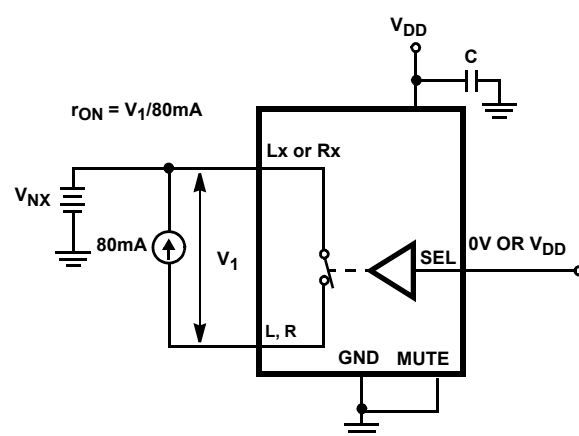 VDD
C
rON = V1/80mA
Lx or Rx
VNX
80mA
V1
SEL
0V OR VDD
L, R
GND
MUTE